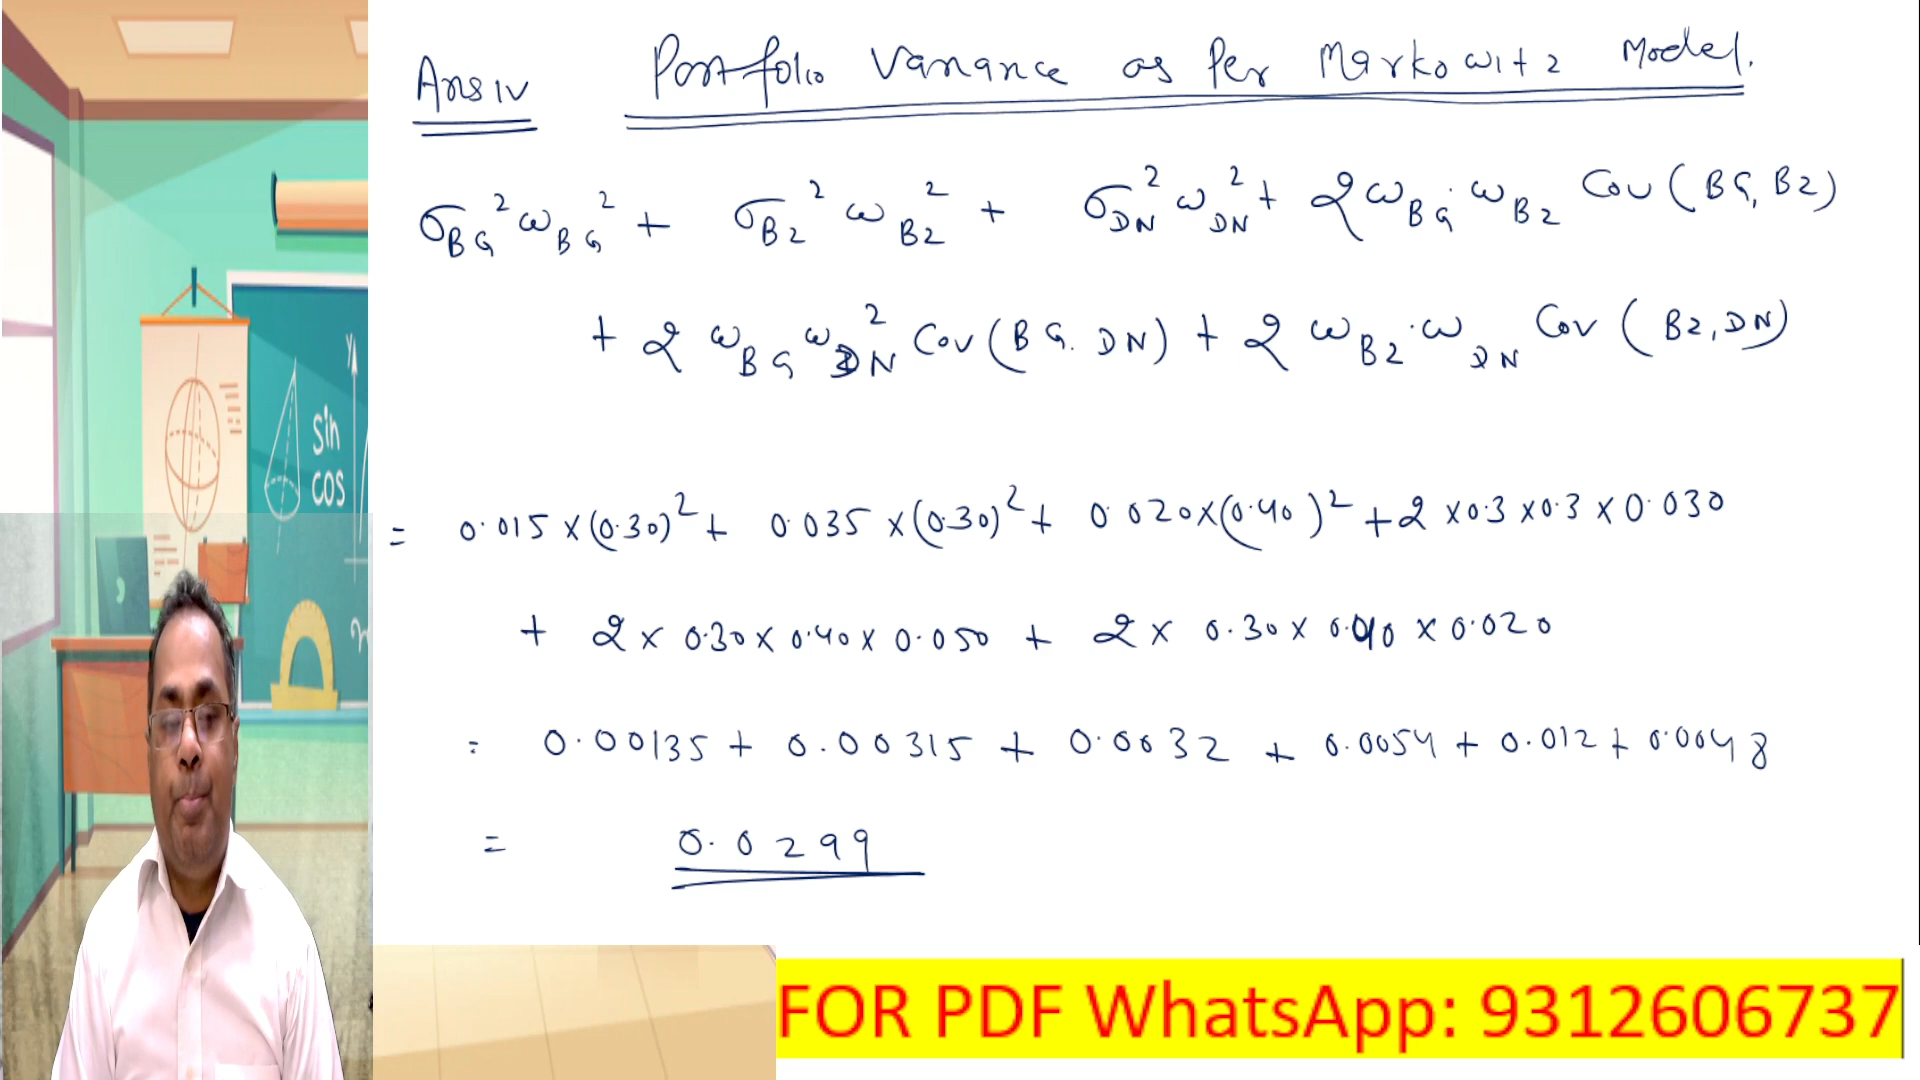 Ans iv Portfolio Variance as Per Markowitz Model.
σBG² ωBG² + σBZ² ωBZ² + σDN² ωDN² + 2 ωBG · ωBZ Cov (BG, BZ)
+ 2 ωBG ωDN² Cov (BG. DN) + 2 ωBZ · ω DN Cov (BZ, DN)
sin
cos
= 0.015 × (0.30)² + 0.035 × (0.30)² + 0.020 × (0.40)² + 2 × 0.3 × 0.3 × 0.030
+ 2 × 0.30 × 0.40 × 0.050 + 2 × 0.30 × 0.40 × 0.020
= 0.00135 + 0.00315 + 0.0032 + 0.0054 + 0.012 + 0.0048
= 0.0299
FOR PDF WhatsApp: 9312606737